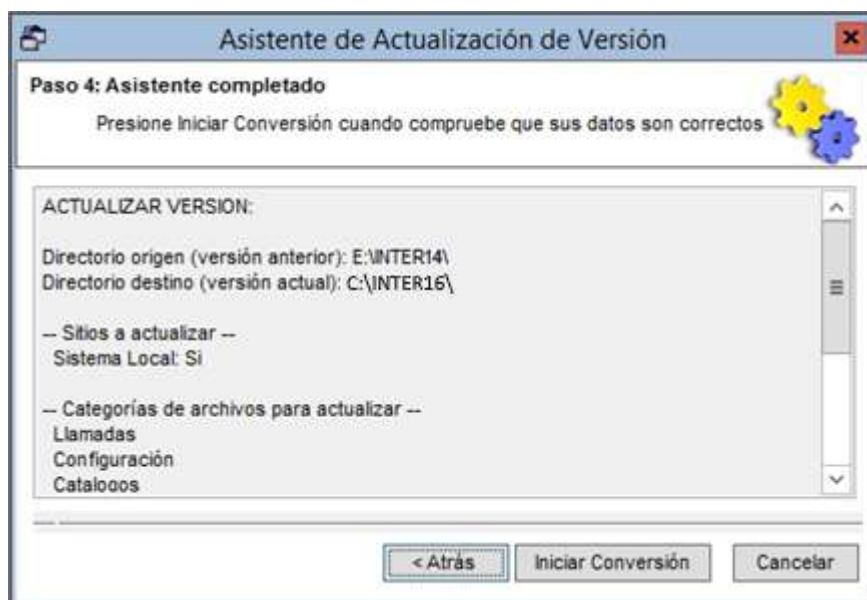 Asistente de Actualización de Versión
Paso 4: Asistente completado
Presione Iniciar Conversión cuando compruebe que sus datos son correctos
ACTUALIZAR VERSION:
Directorio origen (versión anterior): E:\INTER14\
Directorio destino (versión actual): C:\INTER16\
-- Sitios a actualizar --
Sistema Local: Si
-- Categorías de archivos para actualizar --
Llamadas
Configuración
Catalogos
< Atrás
Iniciar Conversión
Cancelar